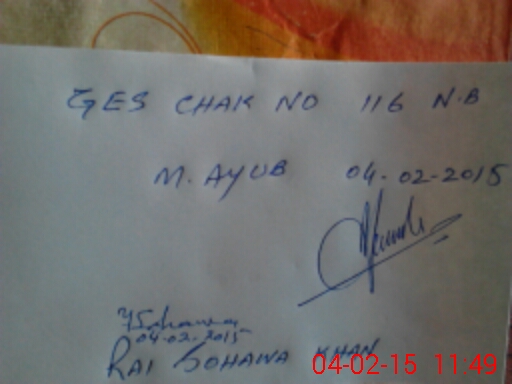 GES CHAK NO 116 N.B
M. AYUB 04-02-2015
04-02-2015
RAI SOHAWA KHAN
04-02-15 11:49